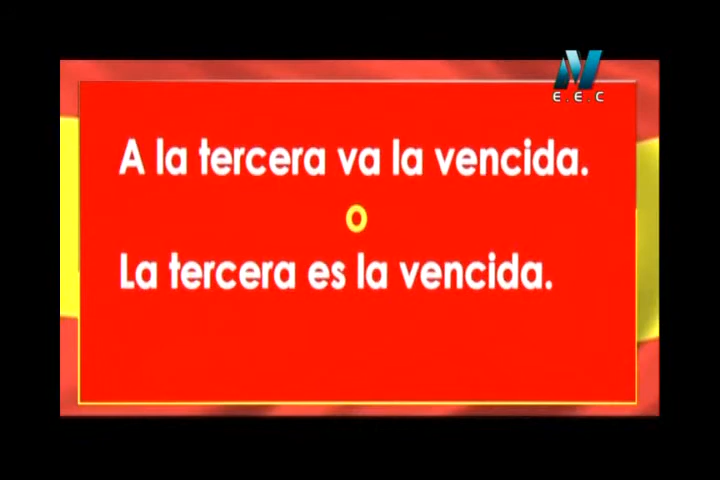 E.E.C
A la tercera va la vencida.
o
La tercera es la vencida.